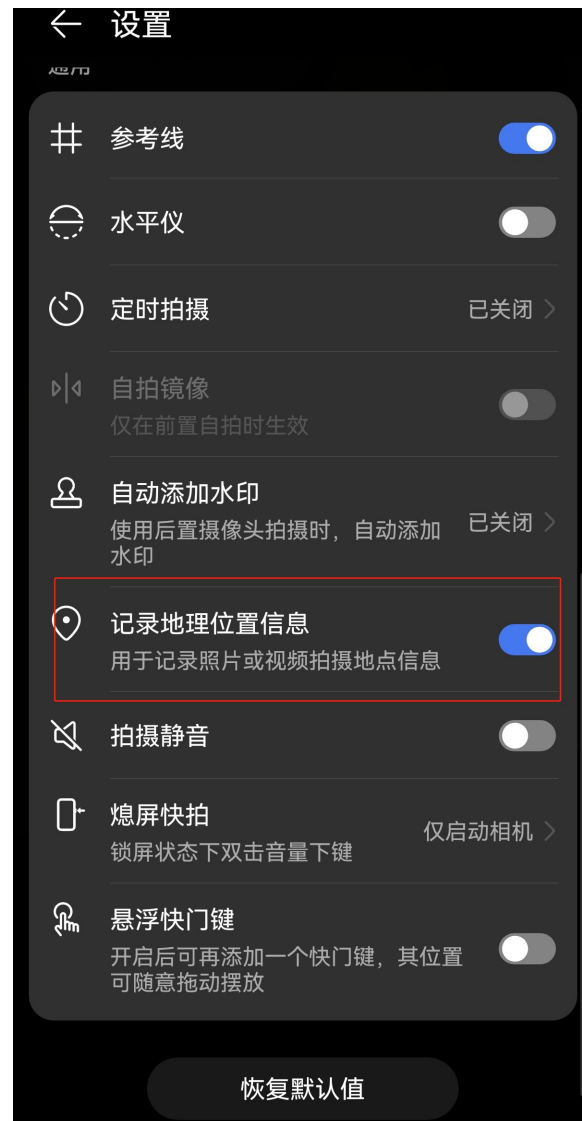 设置
通用
参考线
水平仪
定时拍摄
已关闭
自拍镜像
仅在前置自拍时生效
自动添加水印
使用后置摄像头拍摄时，自动添加
水印
已关闭
记录地理位置信息
用于记录照片或视频拍摄地点信息
拍摄静音
熄屏快拍
锁屏状态下双击音量下键
仅启动相机
悬浮快门键
开启后可再添加一个快门键，其位置
可随意拖动摆放
恢复默认值